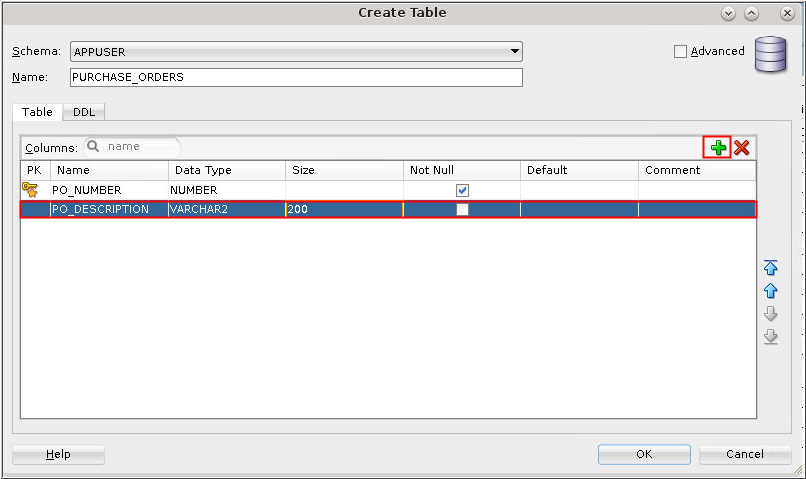 Create Table
Schema: APPUSER Advanced
Name: PURCHASE_ORDERS
Table DDL
Columns: name
PK Name Data Type Size Not Null Default Comment
PO_NUMBER NUMBER
PO_DESCRIPTION VARCHAR2 200
Help OK Cancel